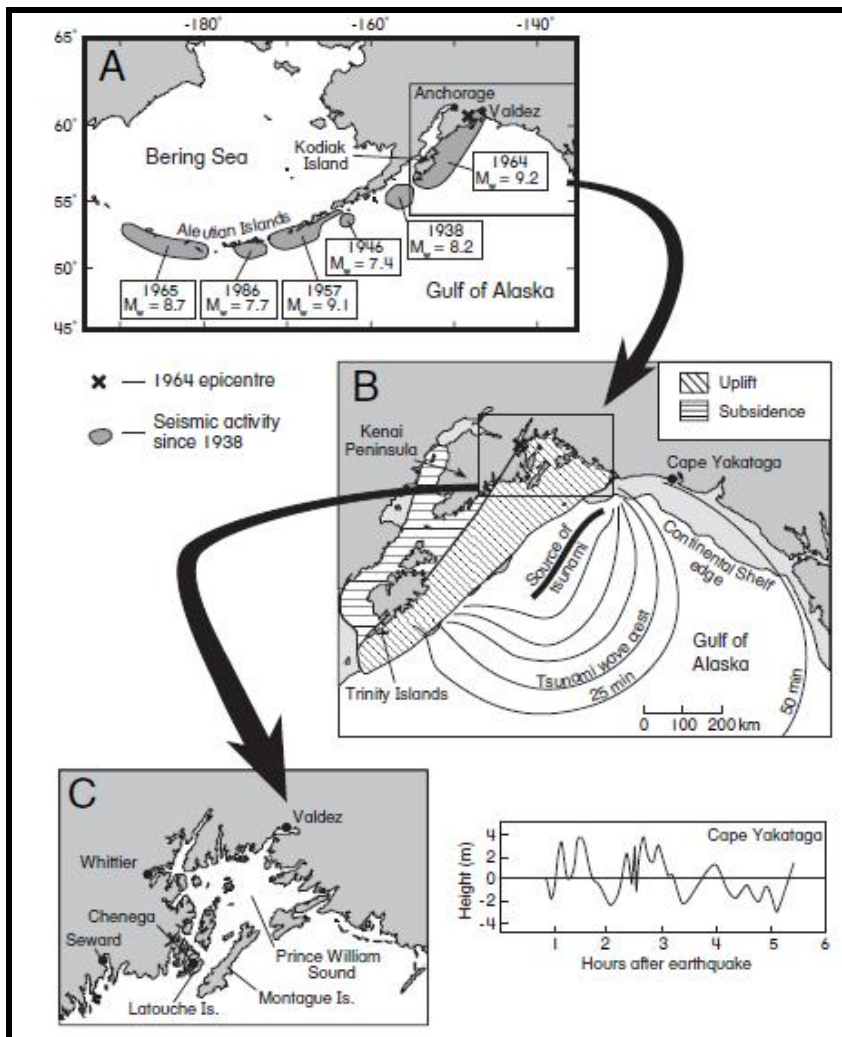 -180°
-160°
-140°
65°
60°
55°
50°
45°
A
Anchorage
Valdez
Kodiak
Island
Bering Sea
1964
Mw = 9.2
Aleutian Islands
1938
Mw = 8.2
1946
Mw = 7.4
1965
Mw = 8.7
1986
Mw = 7.7
1957
Mw = 9.1
Gulf of Alaska
1964 epicentre
Seismic activity
since 1938
B
Uplift
Subsidence
Kenai
Peninsula
Cape Yakataga
Source of
tsunami
Continental Shelf
edge
Tsunami wave crest
25 min
Gulf of
Alaska
50 min
Trinity Islands
0 100 200 km
C
Valdez
Whittier
Chenega
Seward
Prince William
Sound
Latouche Is.
Montague Is.
Cape Yakataga
Height (m)
4
2
0
-2
-4
1 2 3 4 5 6
Hours after earthquake